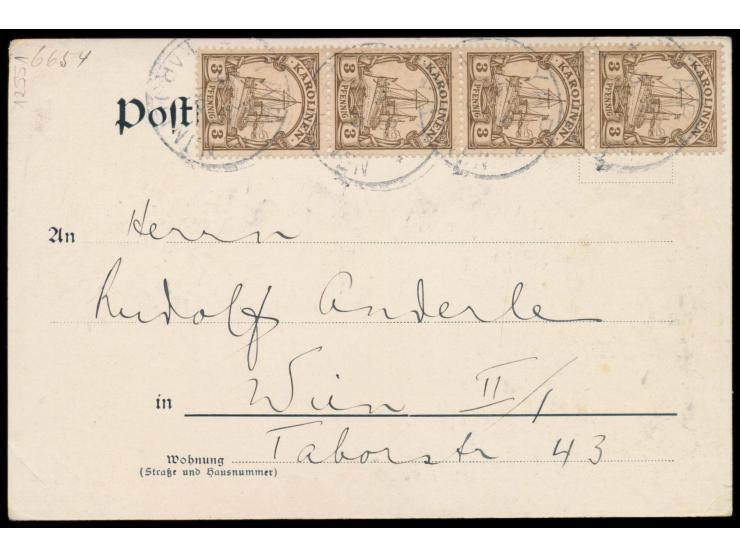 12551
6654
Post
KAROLINEN KAROLINEN KAROLINEN KAROLINEN
3 PFENNIG 3 3 PFENNIG 3 3 PFENNIG 3 3 PFENNIG 3
An Herrn
Rudolf Anderle
in Wien II/1
Wohnung Taborstr 43
(Straße und Hausnummer)